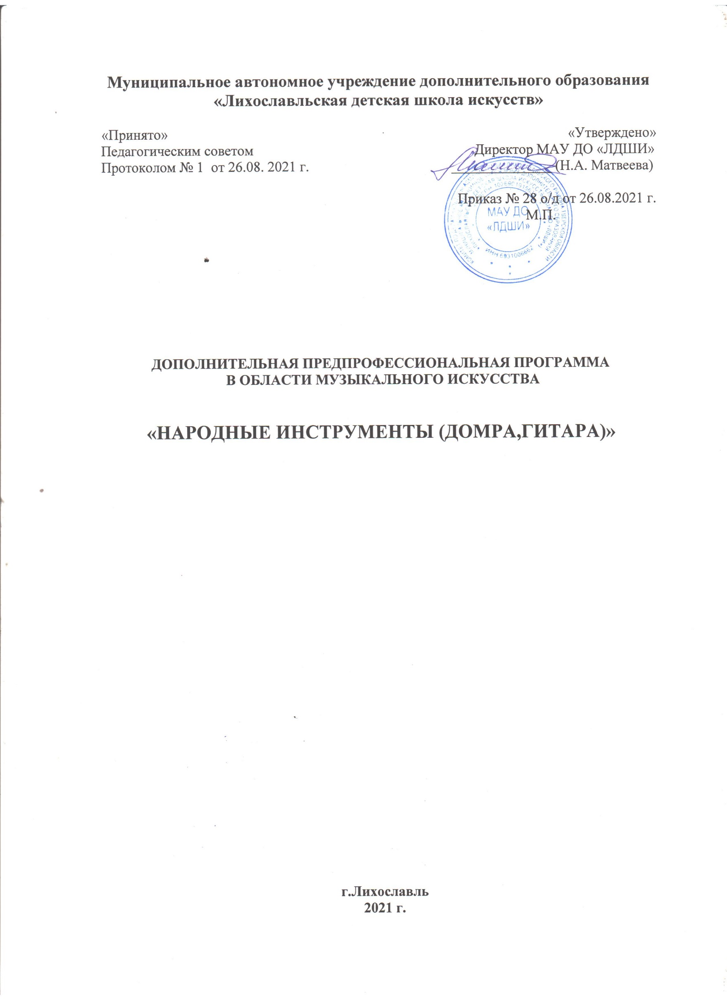 Муниципальное автономное учреждение дополнительного образования
«Лихославльская детская школа искусств»
«Принято»
Педагогическим советом
Протоколом № 1 от 26.08. 2021 г.
«Утверждено»
Директор МАУ ДО «ЛДШИ»
(Н.А. Матвеева)
Приказ № 28 о/д от 26.08.2021 г.
М.П.
МАУ ДО
«ЛДШИ»
ИНН 6931006662
ДОПОЛНИТЕЛЬНАЯ ПРЕДПРОФЕССИОНАЛЬНАЯ ПРОГРАММА
В ОБЛАСТИ МУЗЫКАЛЬНОГО ИСКУССТВА
«НАРОДНЫЕ ИНСТРУМЕНТЫ (ДОМРА,ГИТАРА)»
г.Лихославль
2021 г.